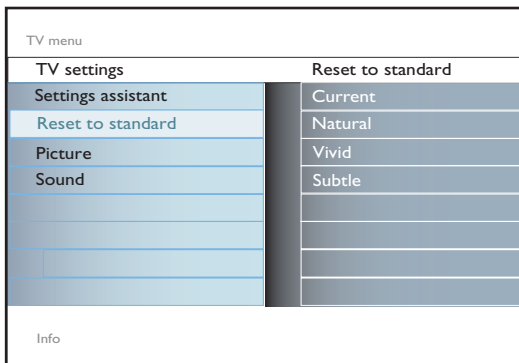 TV menu
TV settings
Settings assistant
Reset to standard
Picture
Sound
Reset to standard
Current
Natural
Vivid
Subtle
Info